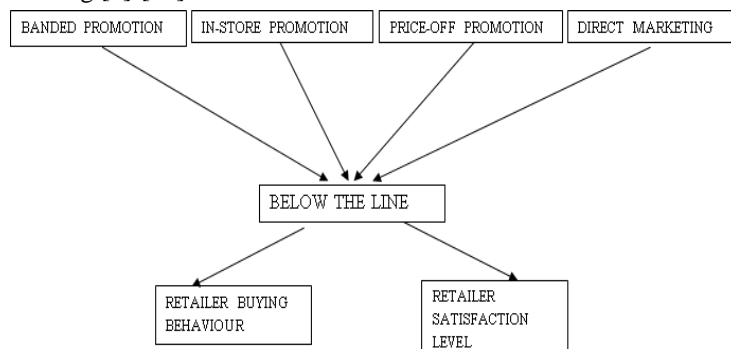 BANDED PROMOTION
IN-STORE PROMOTION
PRICE-OFF PROMOTION
DIRECT MARKETING
BELOW THE LINE
RETAILER BUYING
BEHAVIOUR
RETAILER
SATISFACTION
LEVEL